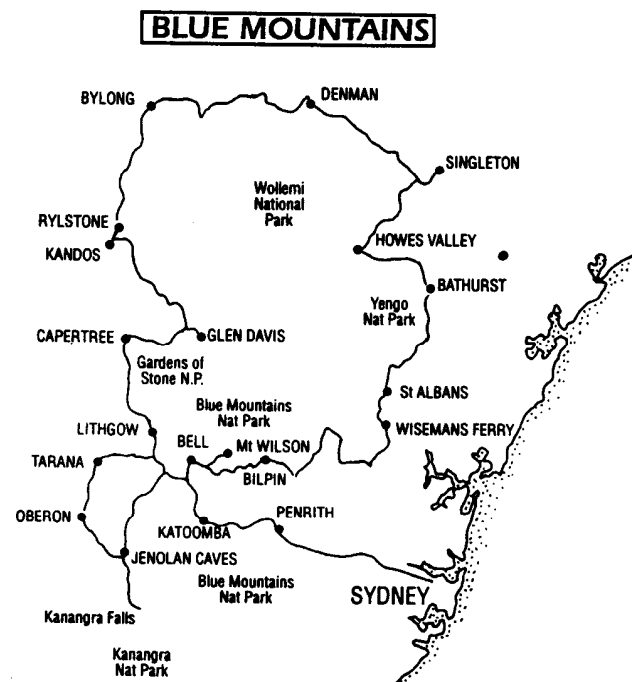 BLUE MOUNTAINS
BYLONG
DENMAN
SINGLETON
Wollemi
National
Park
RYLSTONE
KANDOS
HOWES VALLEY
BATHURST
Yengo
Nat Park
CAPERTREE
GLEN DAVIS
Gardens of
Stone N.P.
St ALBANS
Blue Mountains
Nat Park
LITHGOW
WISEMANS FERRY
BELL
Mt WILSON
TARANA
BILPIN
OBERON
PENRITH
KATOOMBA
JENOLAN CAVES
Blue Mountains
Nat Park
SYDNEY
Kanangra Falls
Kanangra
Nat Park